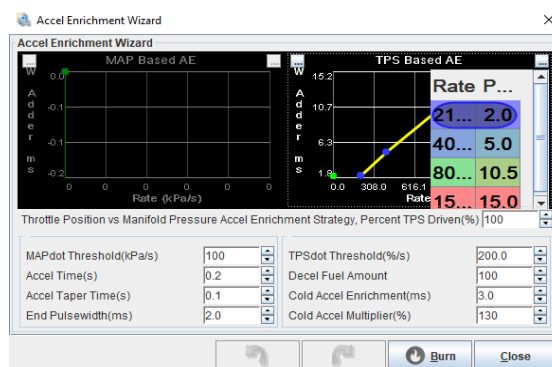 Accel Enrichment Wizard
Accel Enrichment Wizard
... MAP Based AE ...
... TPS Based AE ...
W Adder ms
0.0
-0.1
-0.1
-0.2
0 0 0 0 0
Rate (kPa/s)
W Adder ms
15.2
10.7
6.3
1.8
0.0 308.0 616.1
Rate
Rate P...
21... 2.0
40... 5.0
80... 10.5
15... 15.0
Throttle Position vs Manifold Pressure Accel Enrichment Strategy, Percent TPS Driven(%) 100
MAPdot Threshold(kPa/s) 100
Accel Time(s) 0.2
Accel Taper Time(s) 0.1
End Pulsewidth(ms) 2.0
TPSdot Threshold(%/s) 200.0
Decel Fuel Amount 100
Cold Accel Enrichment(ms) 3.0
Cold Accel Multiplier(%) 130
Burn
Close